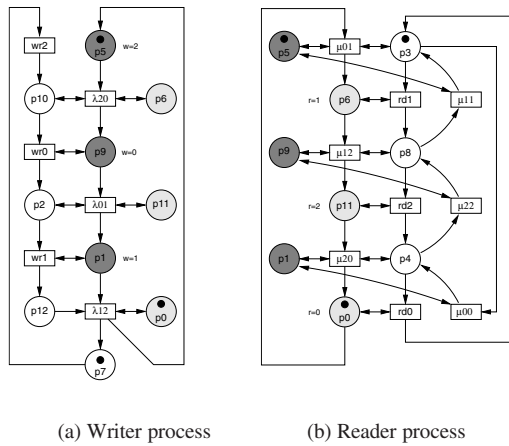 wr2
p5
w=2
p10
λ20
p6
wr0
p9
w=0
p2
λ01
p11
wr1
p1
w=1
p12
λ12
p0
p7
(a) Writer process
p5
μ01
p3
r=1
p6
rd1
μ11
p9
μ12
p8
r=2
p11
rd2
μ22
p1
μ20
p4
r=0
p0
rd0
μ00
(b) Reader process